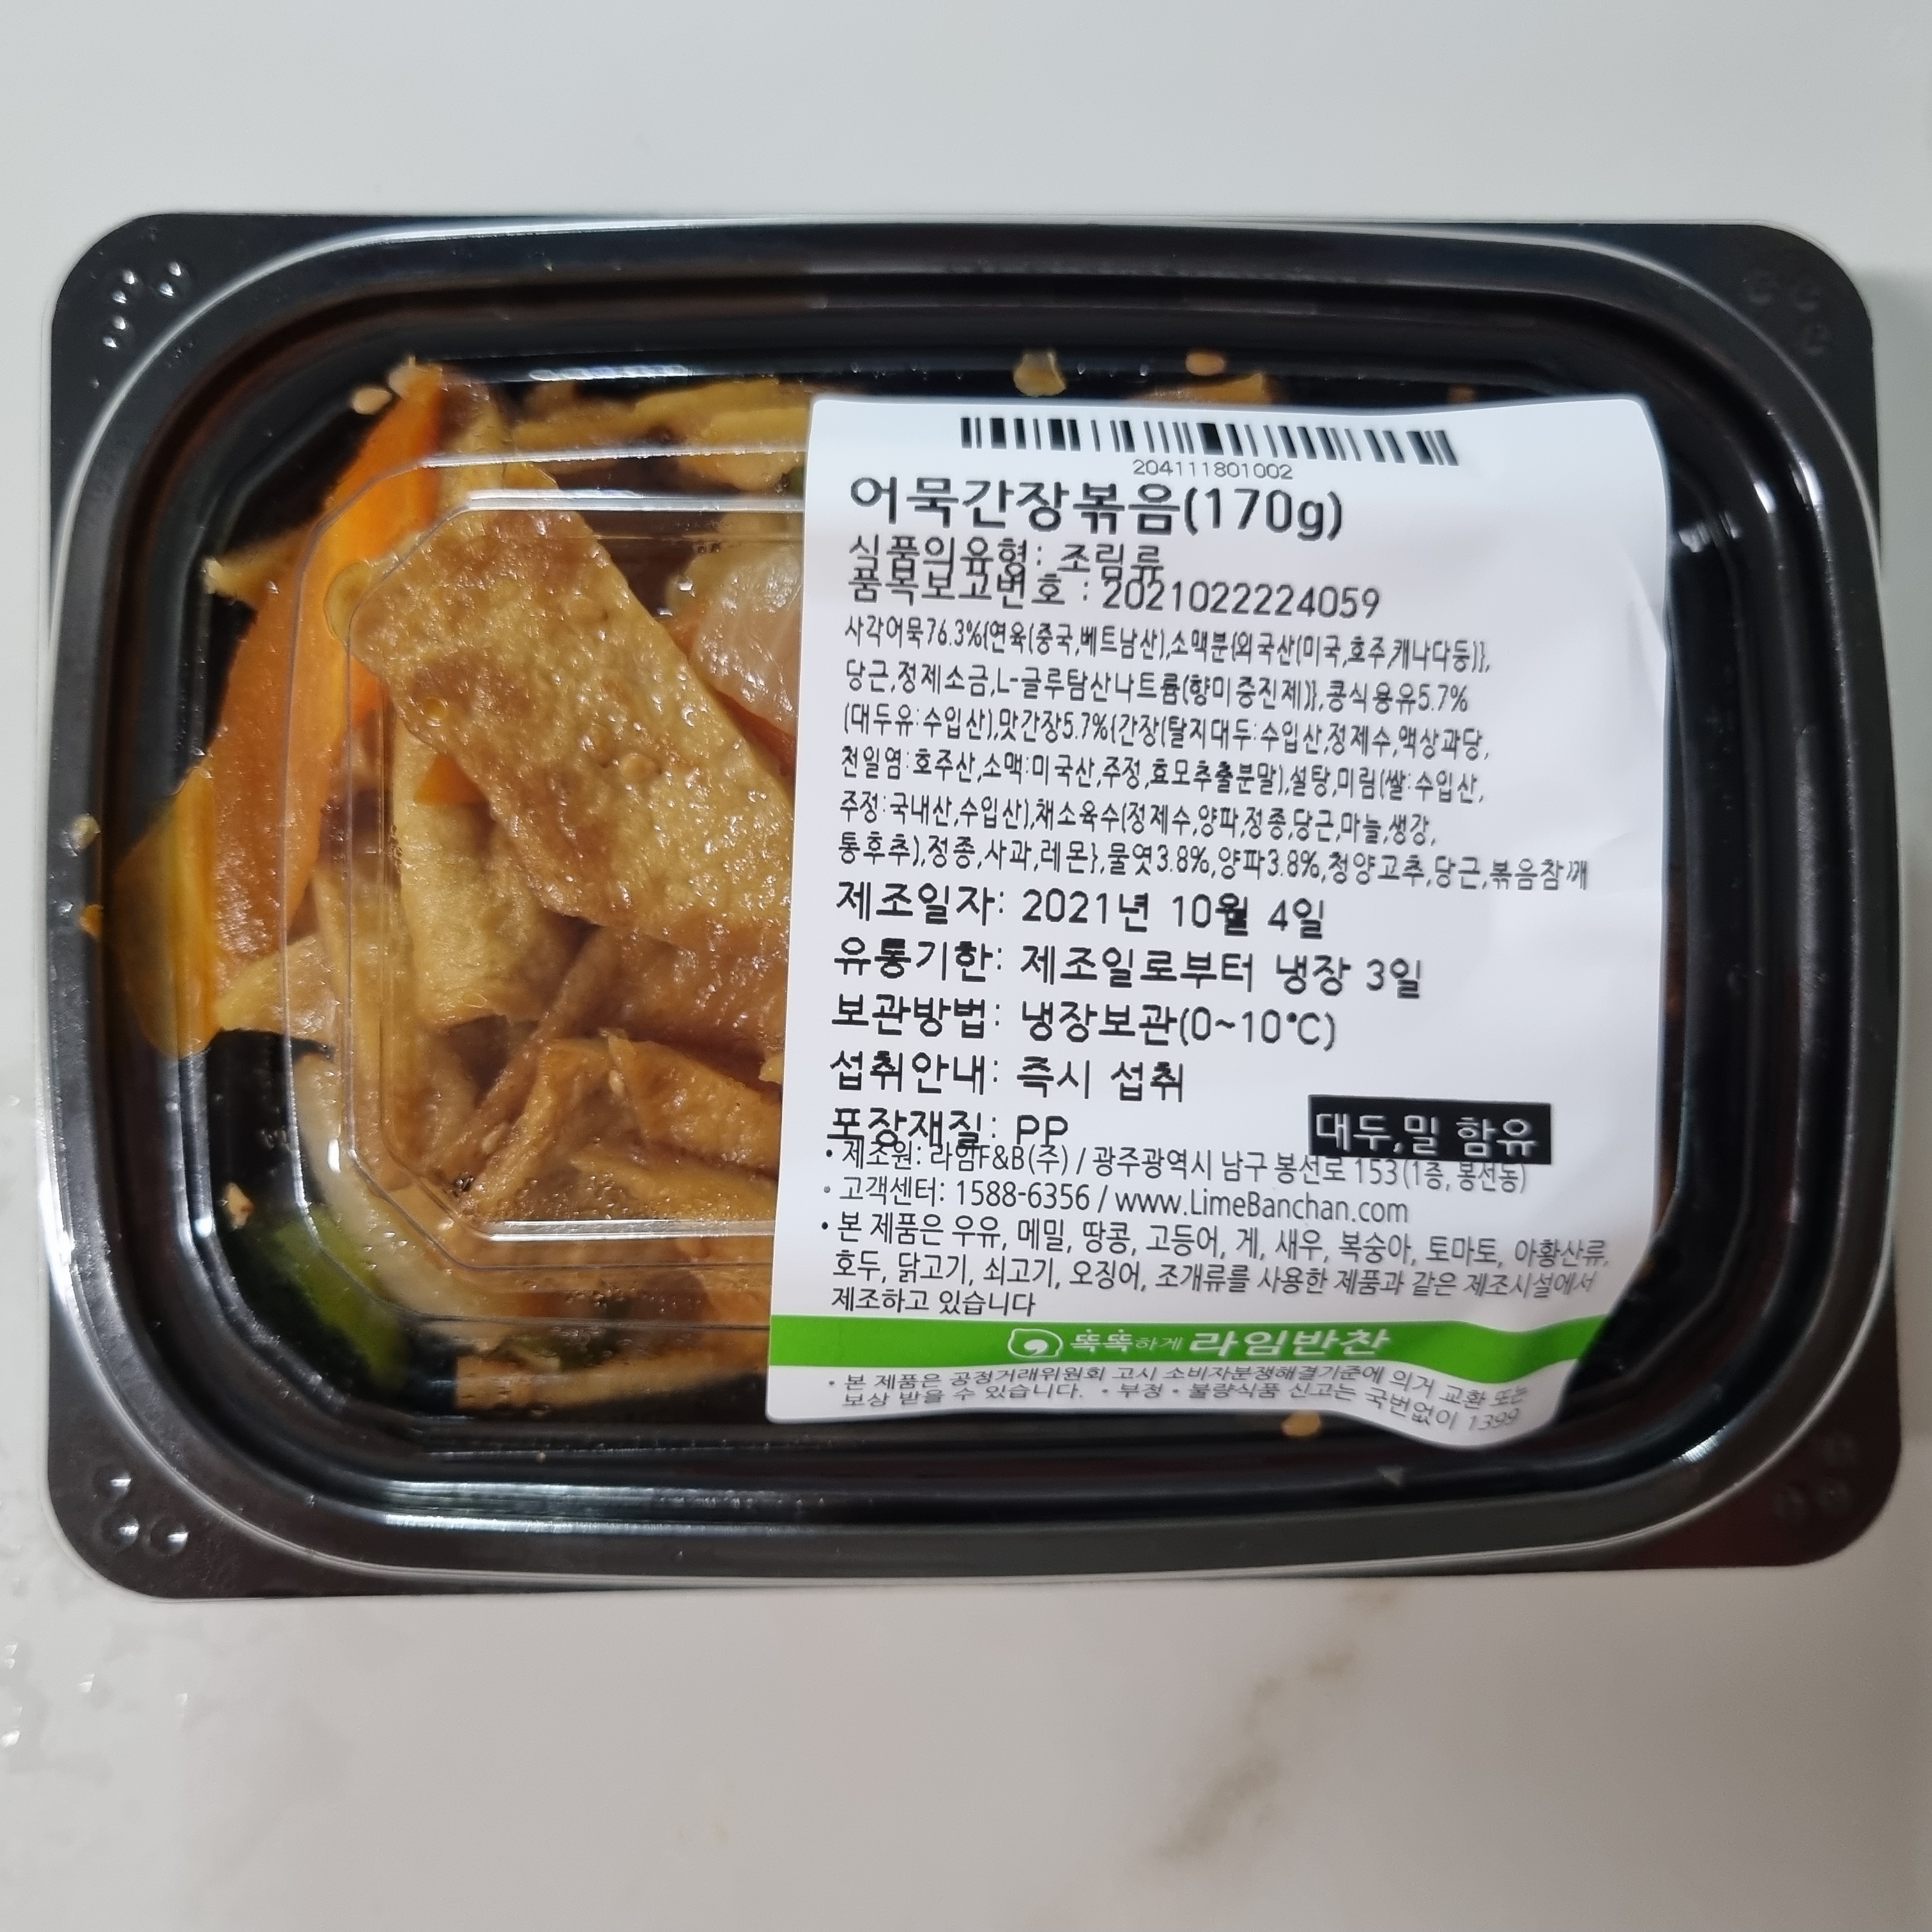 204111801002
어묵간장볶음(170g)
식품의유형: 조림류
품목보고번호 : 2021022224059
사각어묵76.3%{연육(중국,베트남산),소맥분{외국산(미국,호주,캐나다등)},
당근,정제소금,L-글루탐산나트륨(향미증진제)},콩식용유5.7%
(대두유:수입산),맛간장5.7%{간장(탈지대두:수입산,정제수,액상과당,
천일염:호주산,소맥:미국산,주정,효모추출분말),설탕,미림(쌀:수입산,
주정:국내산,수입산),채소육수(정제수,양파,정종,당근,마늘,생강,
통후추),정종,사과,레몬},물엿3.8%,양파3.8%,청양고추,당근,볶음참깨
제조일자: 2021년 10월 4일
유통기한: 제조일로부터 냉장 3일
보관방법: 냉장보관(0~10℃)
섭취안내: 즉시 섭취
포장재질: PP
대두,밀 함유
• 제조원: 라임F&B(주) / 광주광역시 남구 봉선로 153(1층, 봉선동)
• 고객센터: 1588-6356 / www.LimeBanchan.com
• 본 제품은 우유, 메밀, 땅콩, 고등어, 게, 새우, 복숭아, 토마토, 아황산류,
호두, 닭고기, 쇠고기, 오징어, 조개류를 사용한 제품과 같은 제조시설에서
제조하고 있습니다
똑똑하게 라임반찬
• 본 제품은 공정거래위원회 고시 소비자분쟁해결기준에 의거 교환 또는
보상 받을 수 있습니다. • 부정 • 불량식품 신고는 국번없이 1399